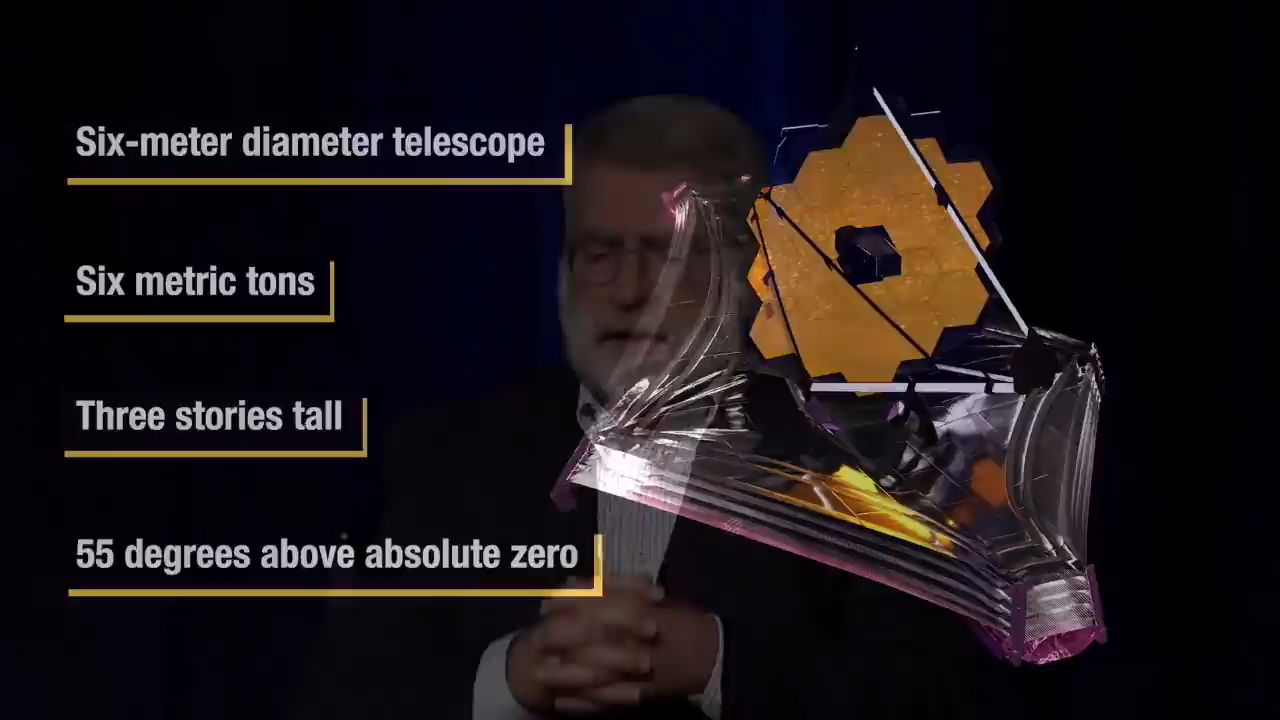 Six-meter diameter telescope
Six metric tons
Three stories tall
55 degrees above absolute zero